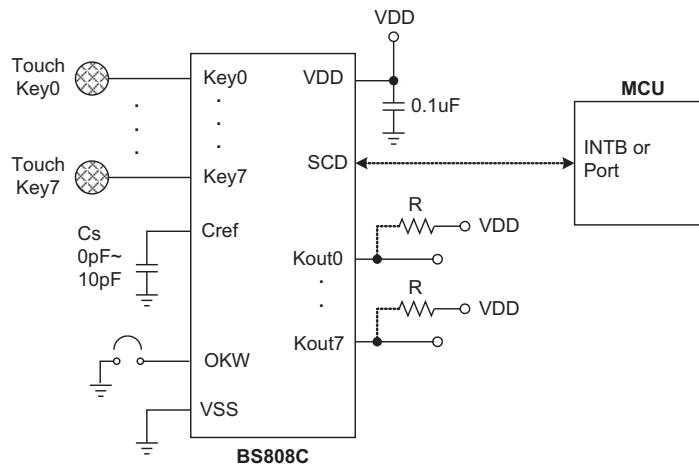 VDD
Touch
Key0
Key0
VDD
0.1uF
MCU
Touch
Key7
Key7
SCD
INTB or
Port
Cs
0pF~
10pF
Cref
R
VDD
Kout0
R
VDD
Kout7
OKW
VSS
BS808C